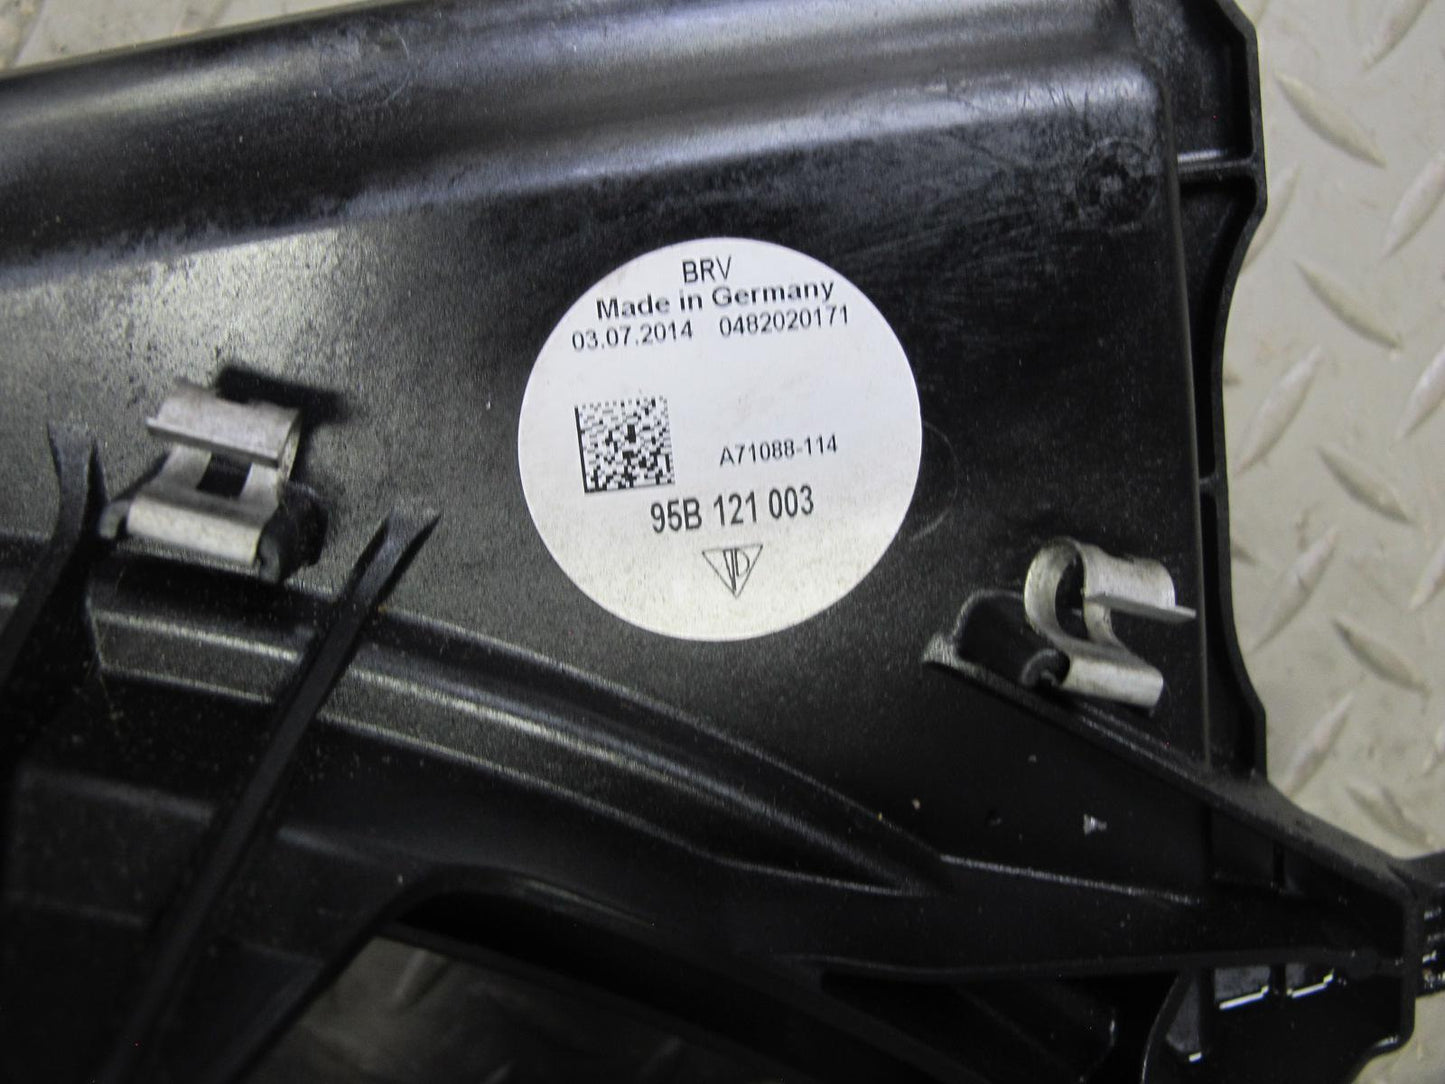 BRV
Made in Germany
03.07.2014 0482020171
A71088-114
95B 121 003